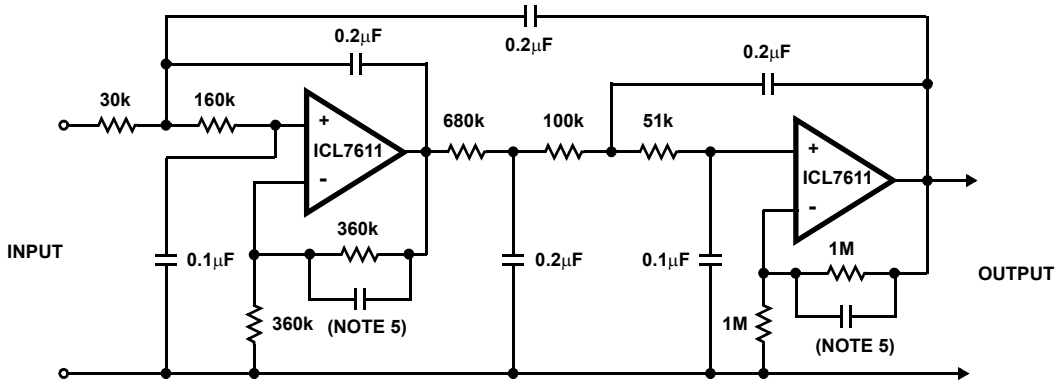 0.2μF
0.2μF
0.2μF
30k
160k
680k
100k
51k
+
ICL7611
-
+
ICL7611
-
INPUT
0.1μF
360k
0.2μF
0.1μF
1M
OUTPUT
360k
(NOTE 5)
1M
(NOTE 5)